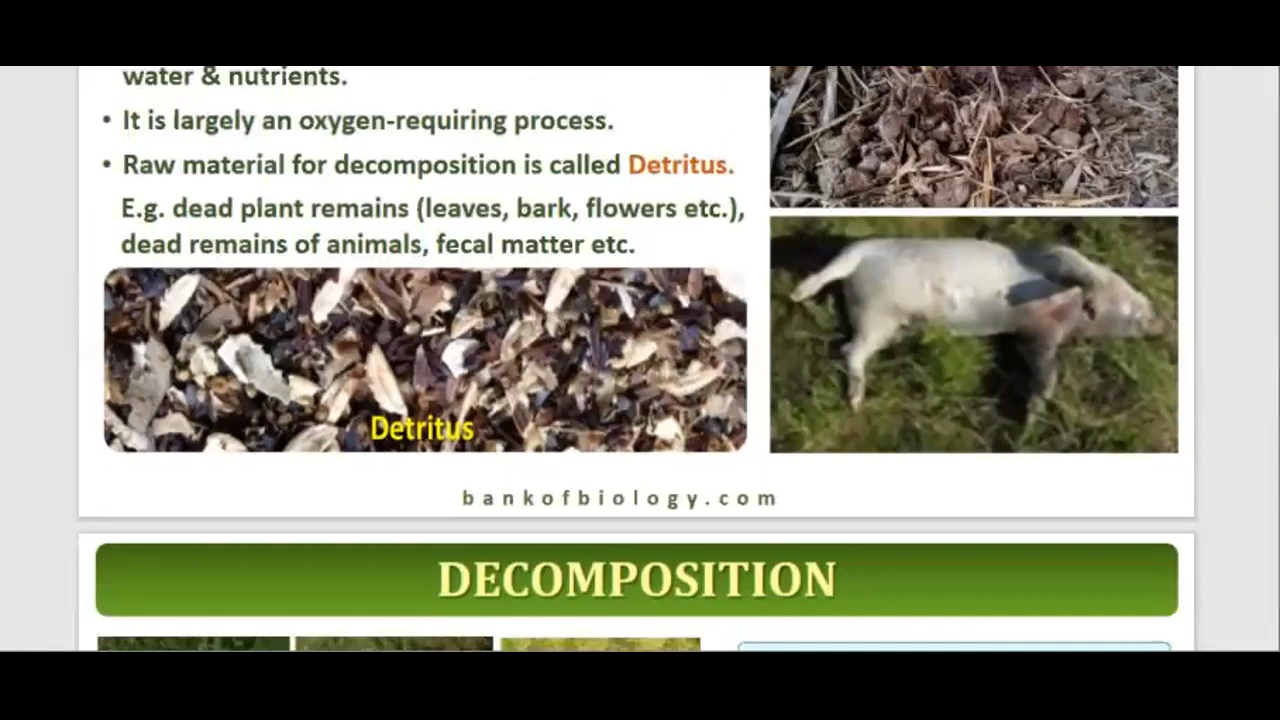 water & nutrients.
• It is largely an oxygen-requiring process.
• Raw material for decomposition is called Detritus.
E.g. dead plant remains (leaves, bark, flowers etc.),
dead remains of animals, fecal matter etc.
Detritus
bankofbiology.com
DECOMPOSITION